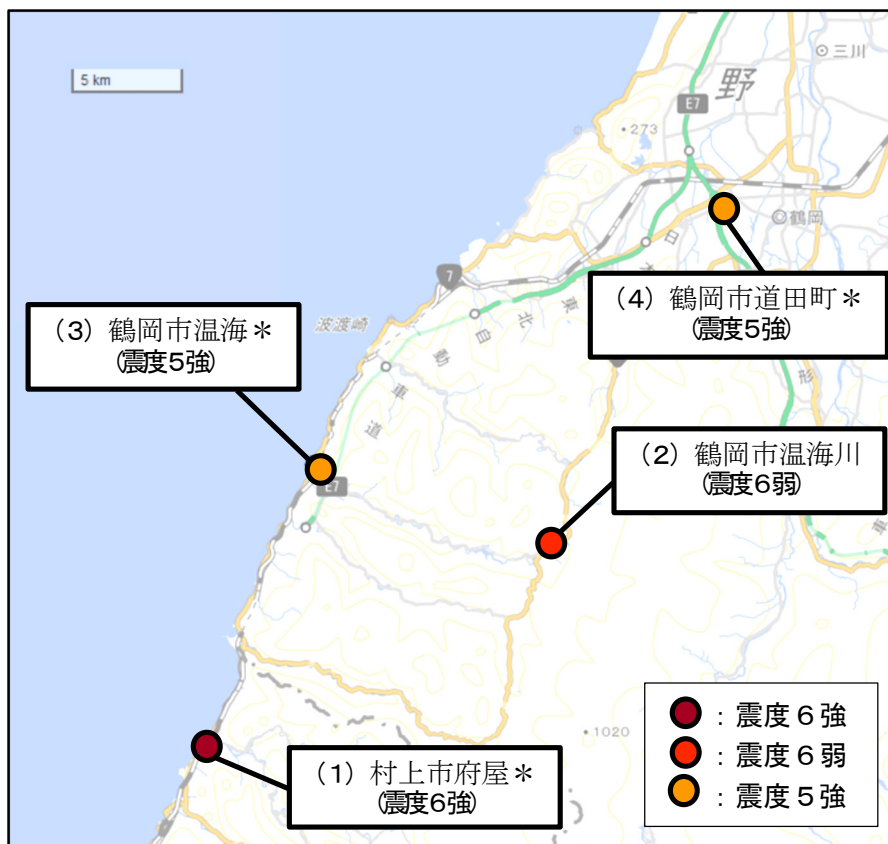 5 km
野
三川
E7
・273
鶴岡
7
日
本
東
北
自
動
車
道
波渡崎
(4) 鶴岡市道田町＊
(震度5強)
(3) 鶴岡市温海＊
(震度5強)
形
(2) 鶴岡市温海川
(震度6弱)
E7
車
・1020
(1) 村上市府屋＊
(震度6強)
：震度６強
：震度６弱
：震度５強